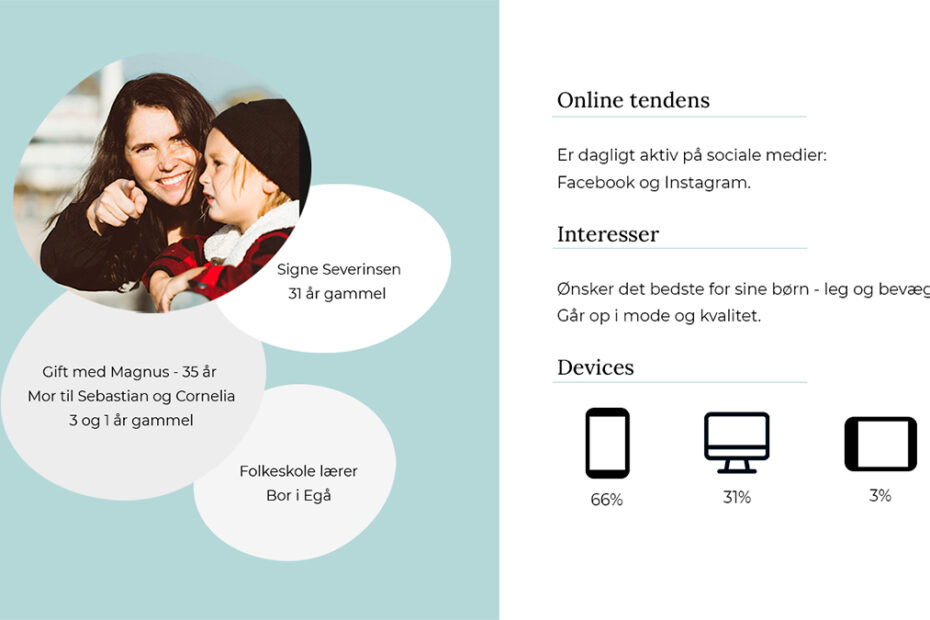 Signe Severinsen
31 år gammel
Gift med Magnus - 35 år
Mor til Sebastian og Cornelia
3 og 1 år gammel
Folkeskole lærer
Bor i Egå
Online tendens
Er dagligt aktiv på sociale medier:
Facebook og Instagram.
Interesser
Ønsker det bedste for sine børn - leg og
Går op i mode og kvalitet.
Devices
66%
31%
3%